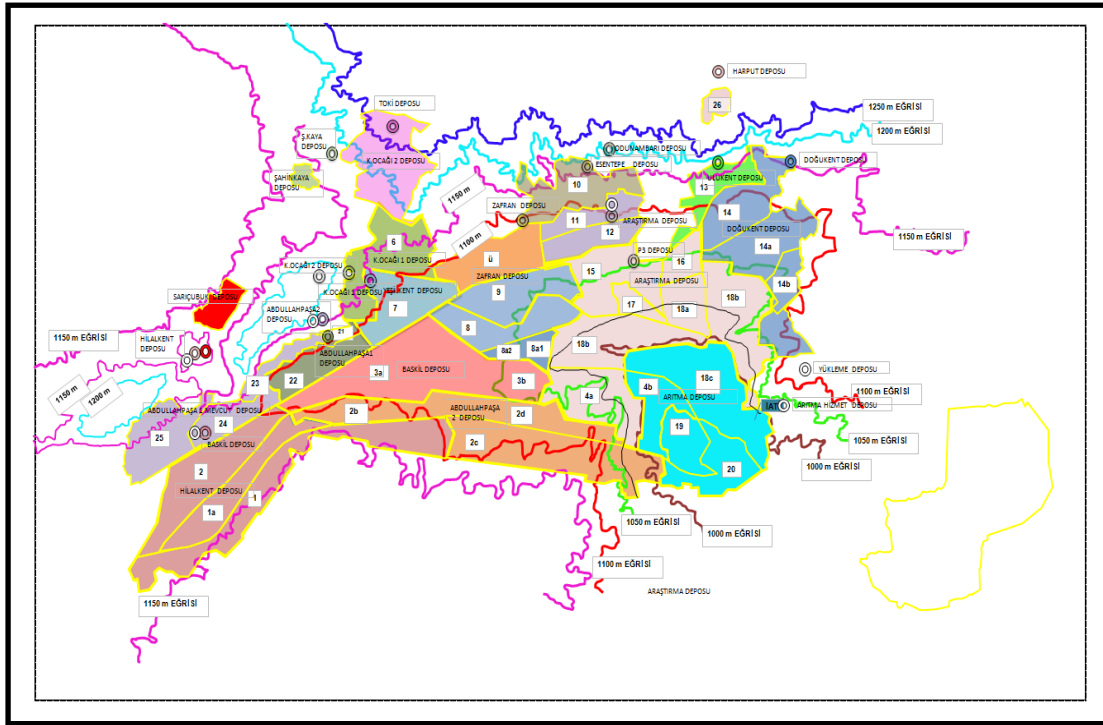 HARPUT DEPOSU
26
1250 m EĞRİSİ
TOKİ DEPOSU
1200 m EĞRİSİ
Ş.KAYA
DEPOSU
ODUNAMBARI DEPOSU
K.OCAĞI 2 DEPOSU
ESENTEPE DEPOSU
DOĞUKENT DEPOSU
ULUKENT DEPOSU
ŞAHİNKAYA
DEPOSU
10
13
1150 m
ZAFRAN DEPOSU
14
11
ARAŞTIRMA DEPOSU
12
DOĞUKENT DEPOSU
1150 m EĞRİSİ
6
1100 m
14a
P3 DEPOSU
K.OCAĞI 1 DEPOSU
ü
16
K.OCAĞI 2 DEPOSU
ZAFRAN DEPOSU
15
ARAŞTIRMA DEPOSU
14b
K.OCAĞI 1 DEPOSU
9
SARIÇUBUK DEPOSU
18b
7
17
18a
ABDULLAHPAŞA2
DEPOSU
21
8
1150 m EĞRİSİ
HİLALKENT
DEPOSU
18b
8a2
8a1
ABDULLAHPAŞA1
DEPOSU
3a
BASKİL DEPOSU
YÜKLEME DEPOSU
22
3b
18c
23
4b
1150 m
1200 m
1100 m EĞRİSİ
4a
ARITMA DEPOSU
İAT
ARITMA HİZMET DEPOSU
2b
ABDULLAHPAŞA
2 DEPOSU
2d
24
19
1050 m EĞRİSİ
25
BASKİL DEPOSU
2c
1000 m EĞRİSİ
2
20
HİLALKENT DEPOSU
1
1a
1050 m EĞRİSİ
1000 m EĞRİSİ
1100 m EĞRİSİ
ARAŞTIRMA DEPOSU
1150 m EĞRİSİ